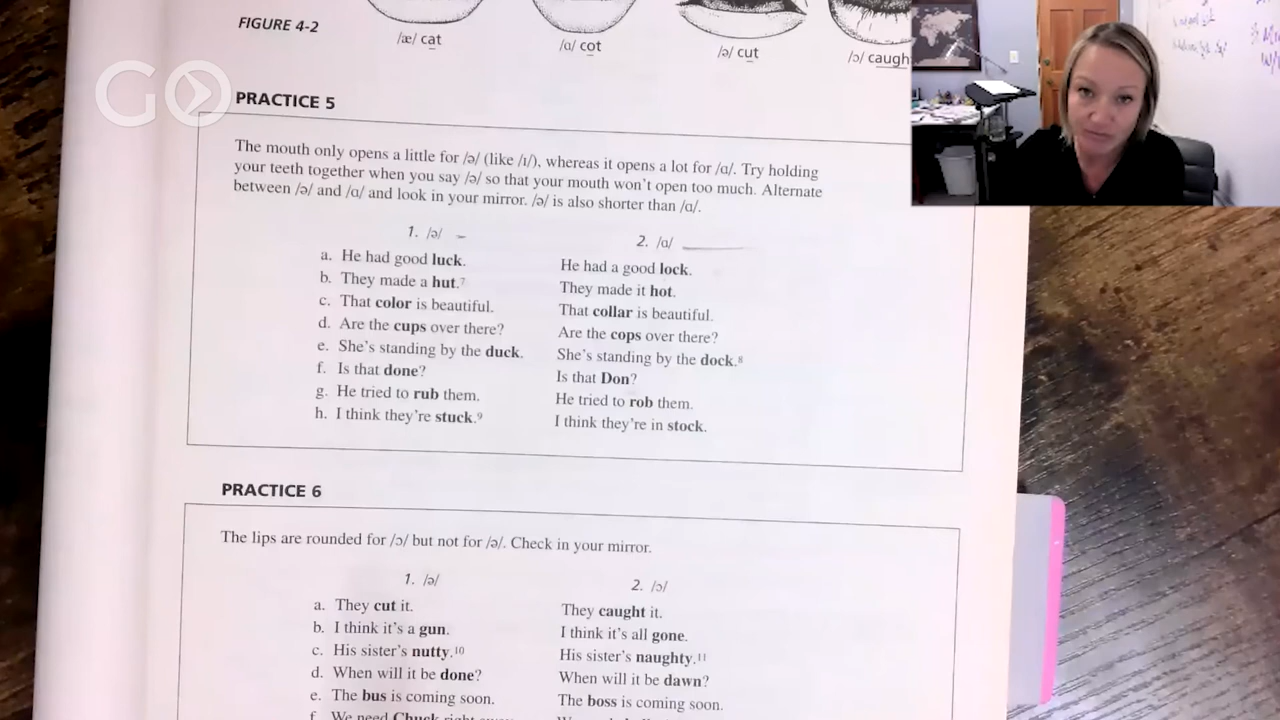 FIGURE 4-2
/æ/ cat
/ɑ/ cot
/ə/ cut
/ɔ/ caugh
GO
PRACTICE 5
The mouth only opens a little for /ə/ (like /ɪ/), whereas it opens a lot for /ɑ/. Try holding
your teeth together when you say /ə/ so that your mouth won't open too much. Alternate
between /ə/ and /ɑ/ and look in your mirror. /ə/ is also shorter than /ɑ/.
1. /ə/ –
2. /ɑ/ ______
a. He had good luck.
He had a good lock.
b. They made a hut.⁷
They made it hot.
c. That color is beautiful.
That collar is beautiful.
d. Are the cups over there?
Are the cops over there?
e. She's standing by the duck.
She's standing by the dock.⁸
f. Is that done?
Is that Don?
g. He tried to rub them.
He tried to rob them.
h. I think they're stuck.⁹
I think they're in stock.
PRACTICE 6
The lips are rounded for /ɔ/ but not for /ə/. Check in your mirror.
1. /ə/
2. /ɔ/
a. They cut it.
They caught it.
b. I think it's a gun.
I think it's all gone.
c. His sister's nutty.¹⁰
His sister's naughty.¹¹
d. When will it be done?
When will it be dawn?
e. The bus is coming soon.
The boss is coming soon.
f. We need Chuck right